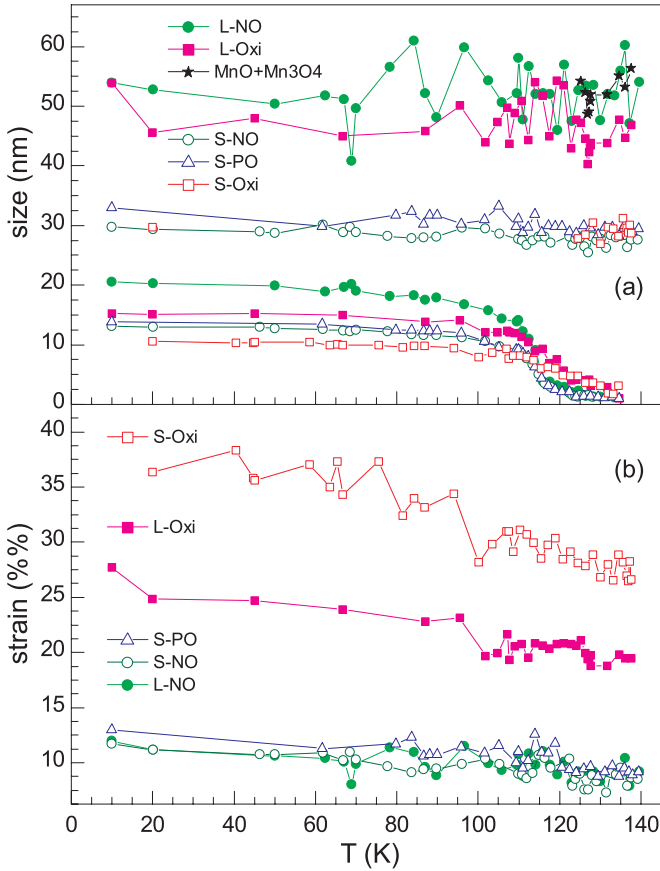 (a)
L-NO
L-Oxi
MnO+Mn3O4
S-NO
S-PO
S-Oxi
size (nm)
60
50
40
30
20
10
0
(b)
S-Oxi
L-Oxi
S-PO
S-NO
L-NO
strain (%%)
40
35
30
25
20
15
10
0 20 40 60 80 100 120 140
T (K)